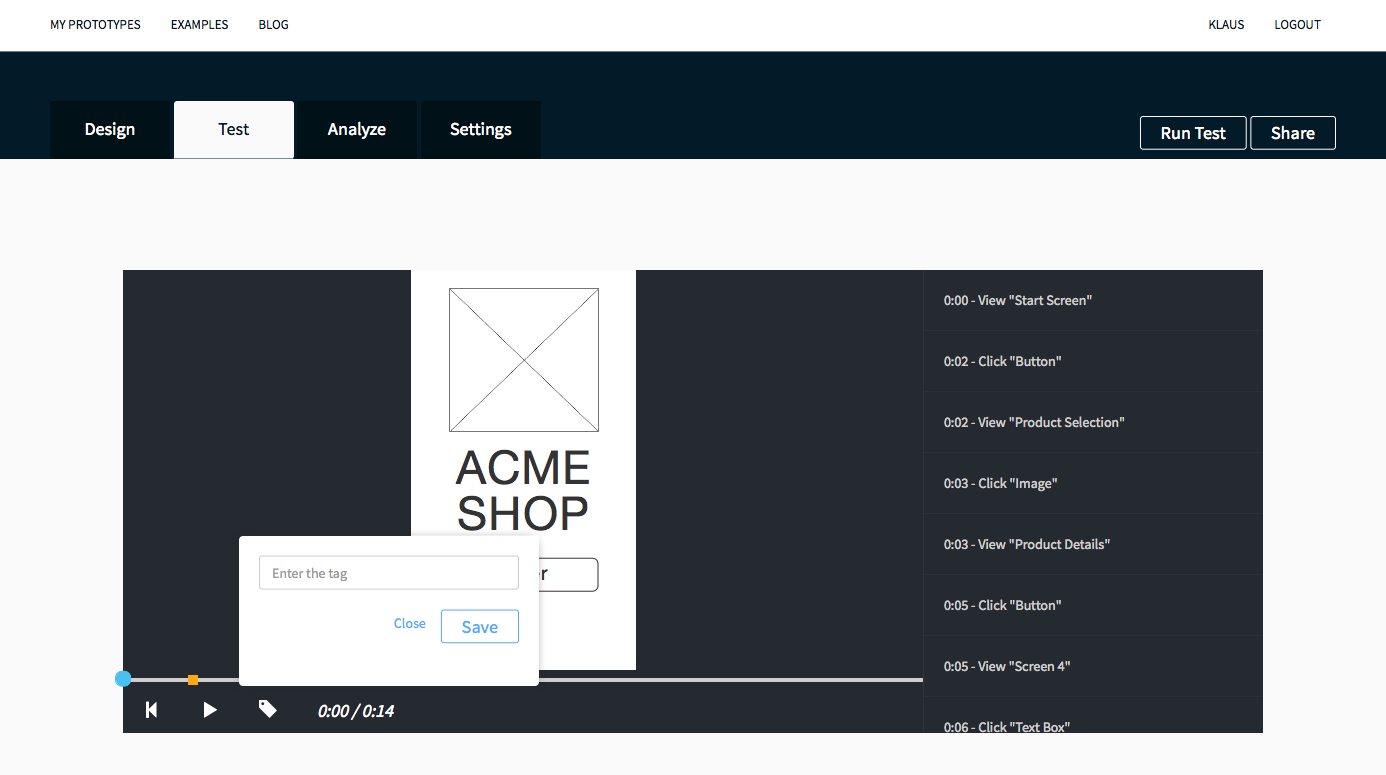 MY PROTOTYPES EXAMPLES BLOG KLAUS LOGOUT
Design Test Analyze Settings Run Test Share
ACME
SHOP
r
Enter the tag
Close Save
0:00 / 0:14
0:00 - View "Start Screen"
0:02 - Click "Button"
0:02 - View "Product Selection"
0:03 - Click "Image"
0:03 - View "Product Details"
0:05 - Click "Button"
0:05 - View "Screen 4"
0:06 - Click "Text Box"